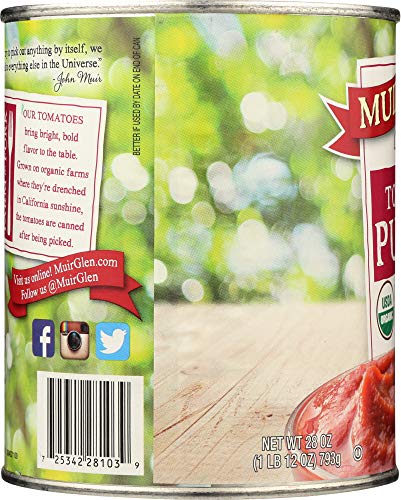 pick out anything by itself, we
everything else in the Universe."
-John Muir
OUR TOMATOES
bring bright, bold
flavor to the table.
Grown on organic farms
where they're drenched
in California sunshine,
the tomatoes are canned
after being picked.
Visit us online! MuirGlen.com
Follow us @MuirGlen
7 25342 28103 9
BETTER IF USED BY DATE ON END OF CAN
MUI
TO
PU
USDA
ORGANIC
NET WT 28 OZ
(1 LB 12 OZ) 793g
U